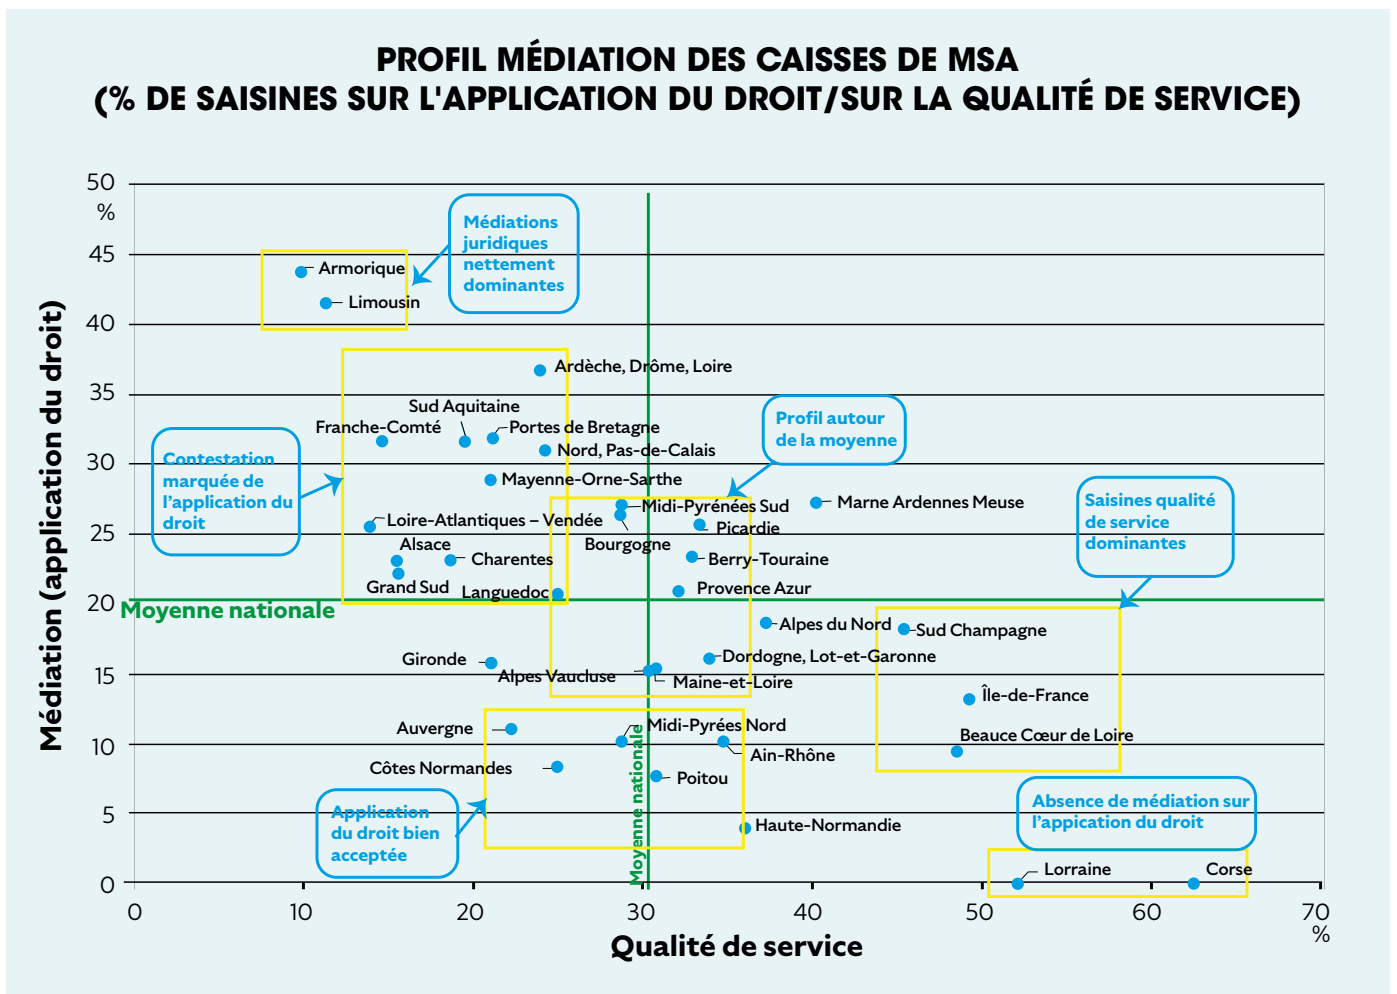 PROFIL MÉDIATION DES CAISSES DE MSA
(% DE SAISINES SUR L'APPLICATION DU DROIT/SUR LA QUALITÉ DE SERVICE)
Médiation (application du droit)
50
%
45
40
35
30
25
20
15
10
5
0
Médiations
juridiques
nettement
dominantes
Armorique
Limousin
Ardèche, Drôme, Loire
Sud Aquitaine
Franche-Comté
Portes de Bretagne
Nord, Pas-de-Calais
Profil autour
de la moyenne
Contestation
marquée de
l'application du
droit
Mayenne-Orne-Sarthe
Midi-Pyrénées Sud
Marne Ardennes Meuse
Saisines qualité
de service
dominantes
Loire-Atlantiques – Vendée
Picardie
Bourgogne
Alsace
Charentes
Berry-Touraine
Grand Sud
Languedoc
Provence Azur
Moyenne nationale
Alpes du Nord
Sud Champagne
Gironde
Dordogne, Lot-et-Garonne
Alpes Vaucluse
Maine-et-Loire
Île-de-France
Auvergne
Midi-Pyrées Nord
Beauce Cœur de Loire
Ain-Rhône
Côtes Normandes
Poitou
Moyenne nationale
Application
du droit bien
acceptée
Haute-Normandie
Absence de médiation sur
l'appication du droit
Lorraine
Corse
0
10
20
30
40
50
60
70
%
Qualité de service